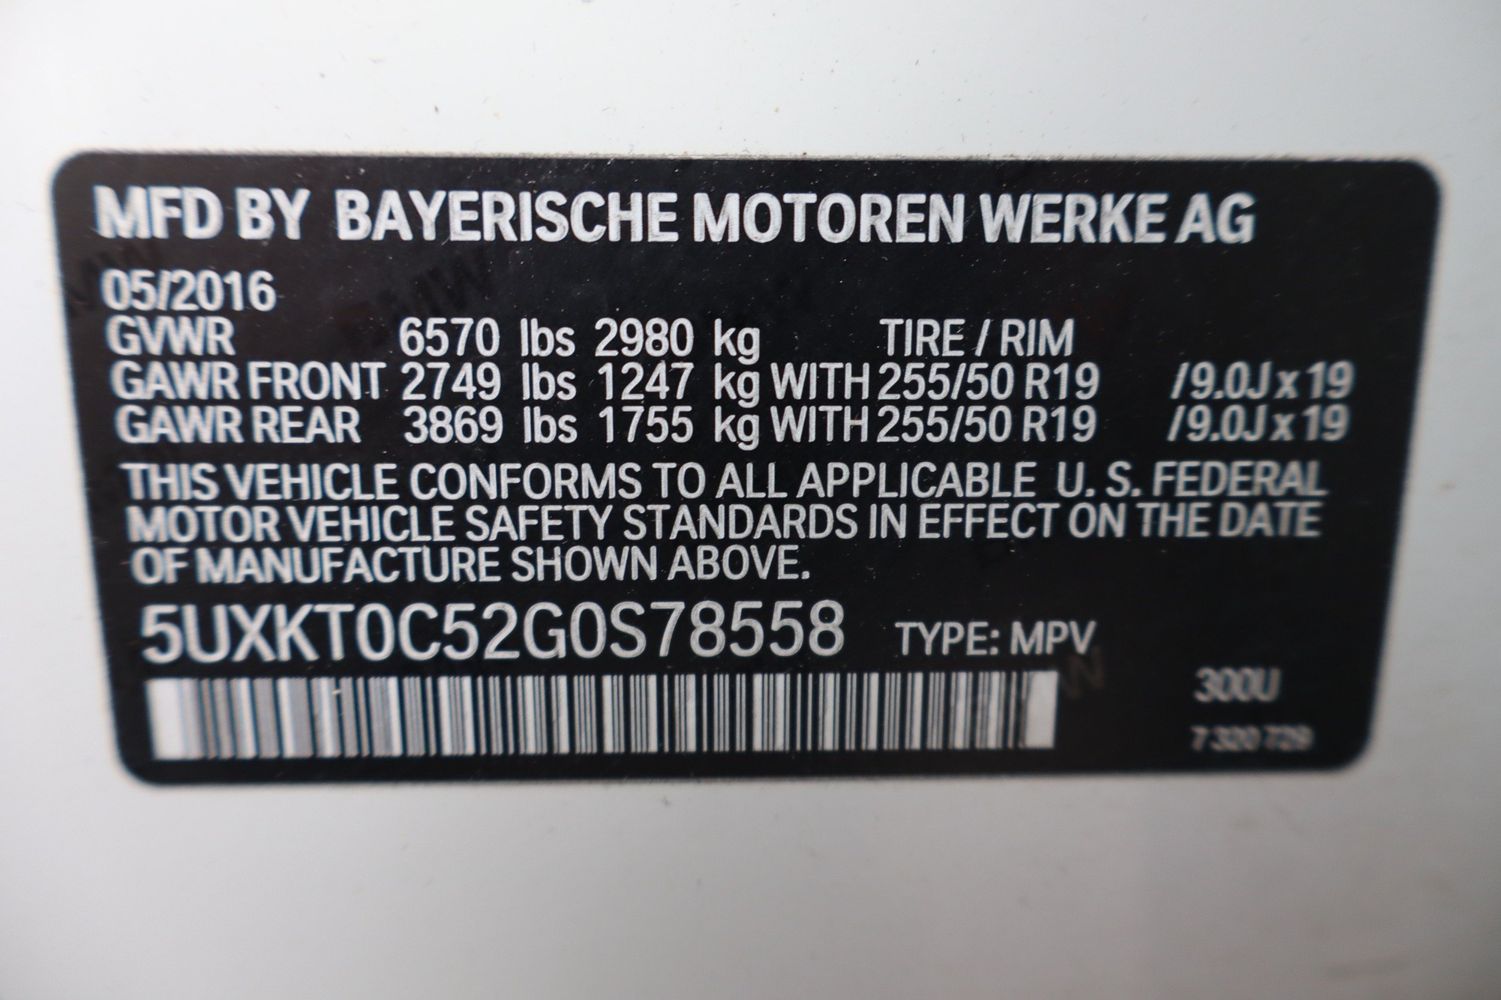 MFD BY BAYERISCHE MOTOREN WERKE AG
05/2016
GVWR 6570 lbs 2980 kg TIRE / RIM
GAWR FRONT 2749 lbs 1247 kg WITH 255/50 R19 /9.0J x 19
GAWR REAR 3869 lbs 1755 kg WITH 255/50 R19 /9.0J x 19
THIS VEHICLE CONFORMS TO ALL APPLICABLE U. S. FEDERAL
MOTOR VEHICLE SAFETY STANDARDS IN EFFECT ON THE DATE
OF MANUFACTURE SHOWN ABOVE.
5UXKT0C52G0S78558 TYPE: MPV
300U
7 320 729